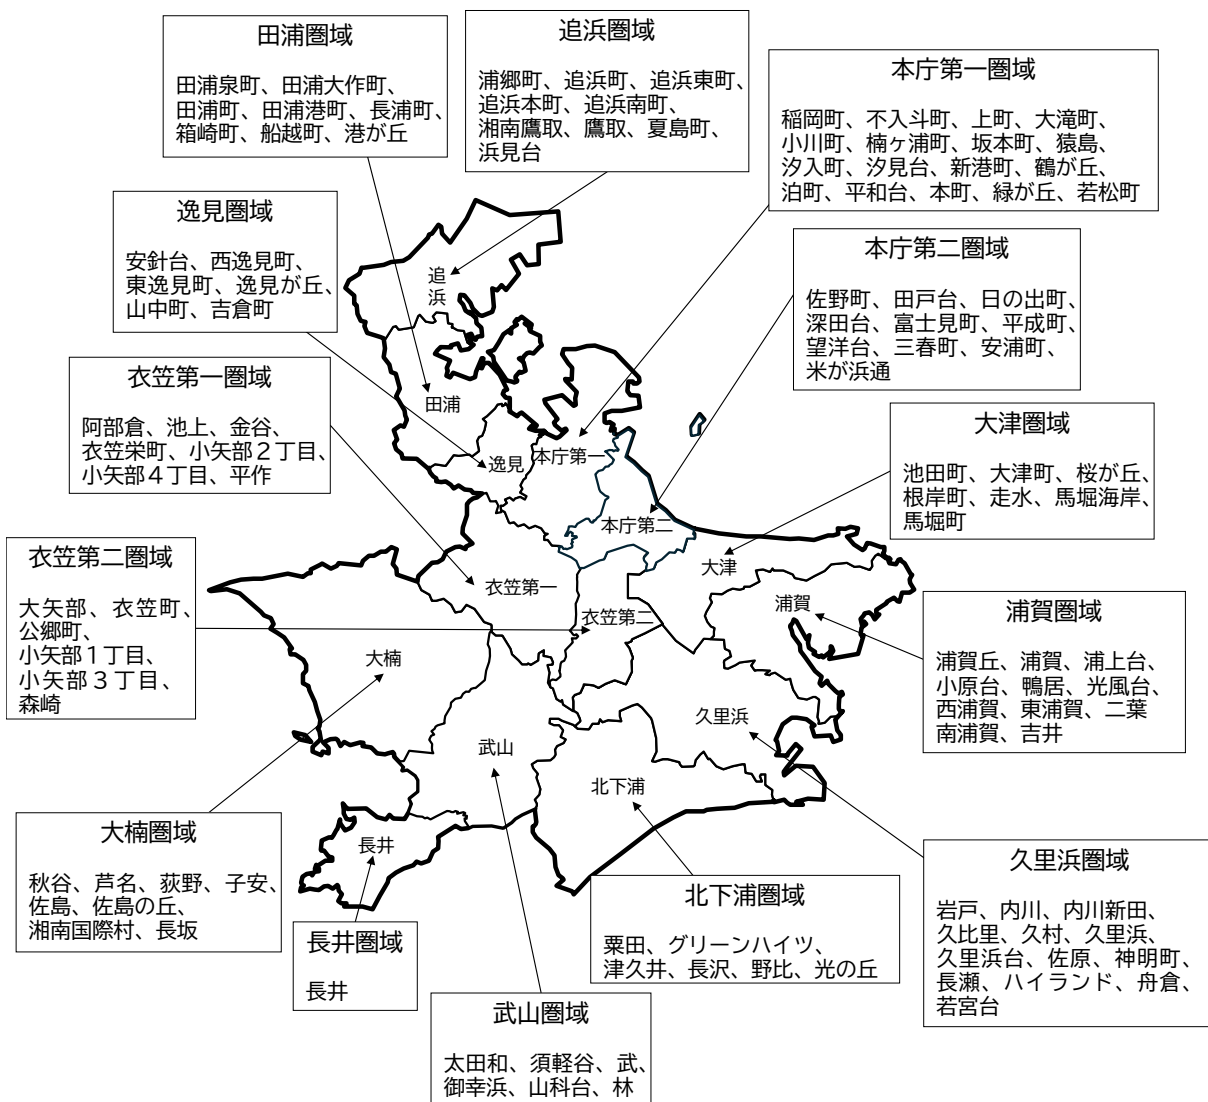 田浦圏域
田浦泉町、田浦大作町、
田浦町、田浦港町、長浦町、
箱崎町、船越町、港が丘
追浜圏域
浦郷町、追浜町、追浜東町、
追浜本町、追浜南町、
湘南鷹取、鷹取、夏島町、
浜見台
本庁第一圏域
稲岡町、不入斗町、上町、大滝町、
小川町、楠ヶ浦町、坂本町、猿島、
汐入町、汐見台、新港町、鶴が丘、
泊町、平和台、本町、緑が丘、若松町
逸見圏域
安針台、西逸見町、
東逸見町、逸見が丘、
山中町、吉倉町
本庁第二圏域
佐野町、田戸台、日の出町、
深田台、富士見町、平成町、
望洋台、三春町、安浦町、
米が浜通
衣笠第一圏域
阿部倉、池上、金谷、
衣笠栄町、小矢部２丁目、
小矢部４丁目、平作
大津圏域
池田町、大津町、桜が丘、
根岸町、走水、馬堀海岸、
馬堀町
衣笠第二圏域
大矢部、衣笠町、
公郷町、
小矢部１丁目、
小矢部３丁目、
森崎
浦賀圏域
浦賀丘、浦賀、浦上台、
小原台、鴨居、光風台、
西浦賀、東浦賀、二葉
南浦賀、吉井
追
浜
田浦
逸見
本庁第一
本庁第二
衣笠第一
大津
衣笠第二
浦賀
大楠
久里浜
武山
北下浦
長井
大楠圏域
秋谷、芦名、荻野、子安、
佐島、佐島の丘、
湘南国際村、長坂
長井圏域
長井
武山圏域
太田和、須軽谷、武、
御幸浜、山科台、林
北下浦圏域
粟田、グリーンハイツ、
津久井、長沢、野比、光の丘
久里浜圏域
岩戸、内川、内川新田、
久比里、久村、久里浜、
久里浜台、佐原、神明町、
長瀬、ハイランド、舟倉、
若宮台